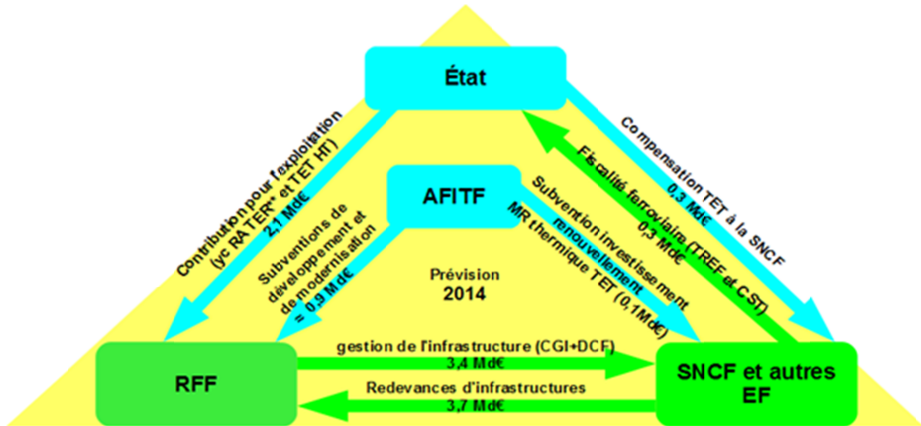 État
Contribution pour l'exploitation
(yc RA TER* et TET HT)
2,1 Md€
Compensation TET à la SNCF
0,3 Md€
Fiscalité ferroviaire (TREF et CST)
0,3 Md€
AFITF
Subventions de
développement et
de modernisation
= 0,9 Md€
Subvention investissement
renouvellement
MR thermique TET (0,1Md€)
Prévision
2014
gestion de l'infrastructure (CGI+DCF)
3,4 Md€
RFF
SNCF et autres
EF
Redevances d'infrastructures
3,7 Md€